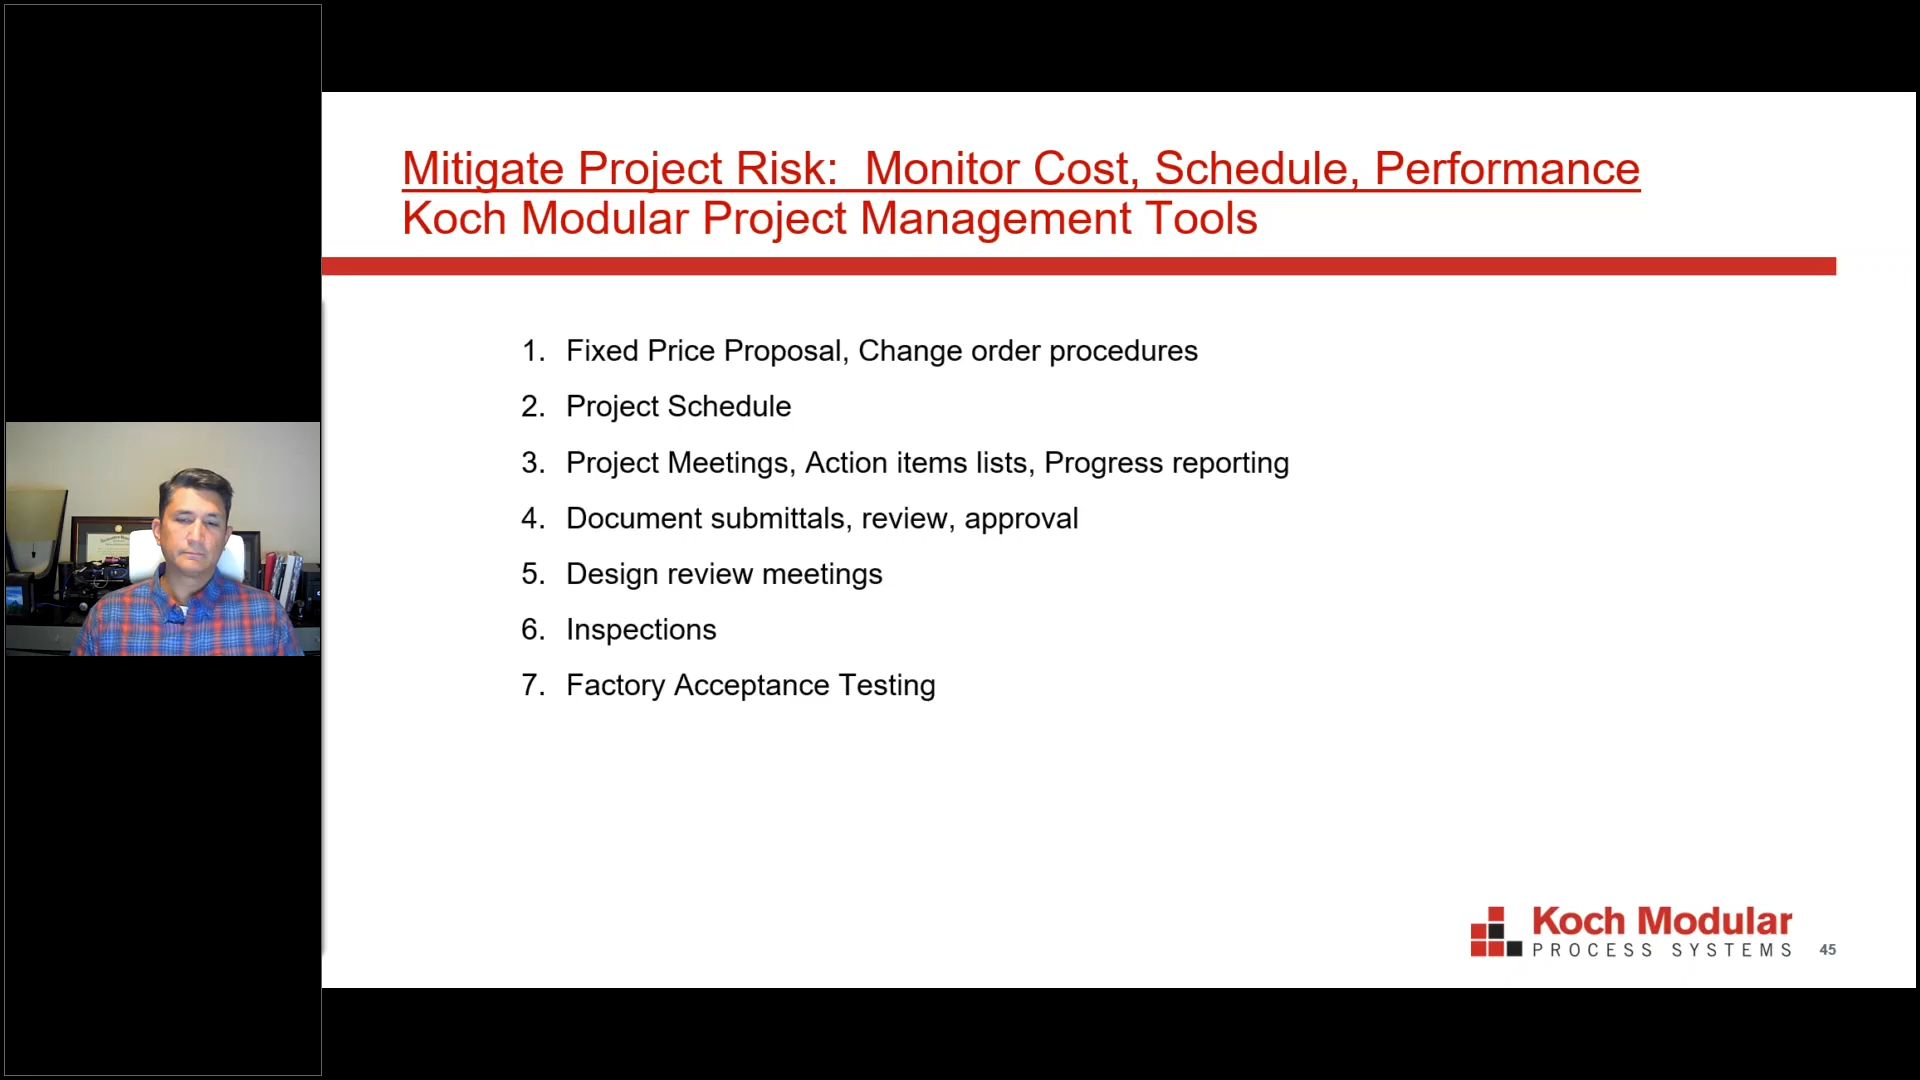 Mitigate Project Risk:  Monitor Cost, Schedule, Performance
Koch Modular Project Management Tools
1. Fixed Price Proposal, Change order procedures
2. Project Schedule
3. Project Meetings, Action items lists, Progress reporting
4. Document submittals, review, approval
5. Design review meetings
6. Inspections
7. Factory Acceptance Testing
Koch Modular
PROCESS SYSTEMS
45